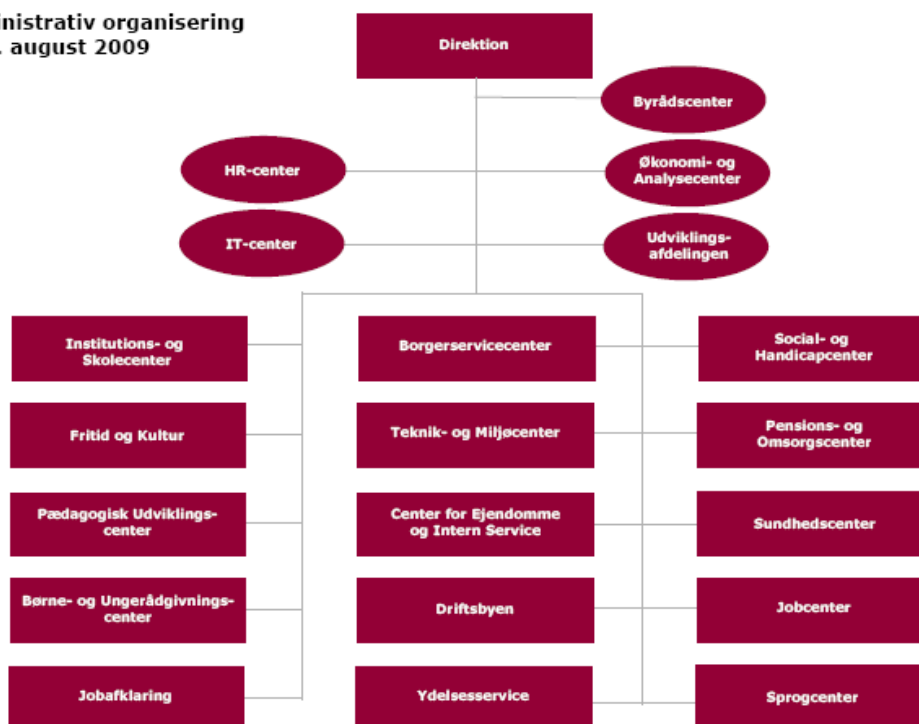 administrativ organisering
august 2009
Direktion
Byrådscenter
HR-center
Økonomi- og
Analysecenter
IT-center
Udviklings-
afdelingen
Institutions- og
Skolecenter
Borgerservicecenter
Social- og
Handicapcenter
Fritid og Kultur
Teknik- og Miljøcenter
Pensions- og
Omsorgscenter
Pædagogisk Udviklings-
center
Center for Ejendomme
og Intern Service
Sundhedscenter
Børne- og Ungerådgivnings-
center
Driftsbyen
Jobcenter
Jobafklaring
Ydelsesservice
Sprogcenter